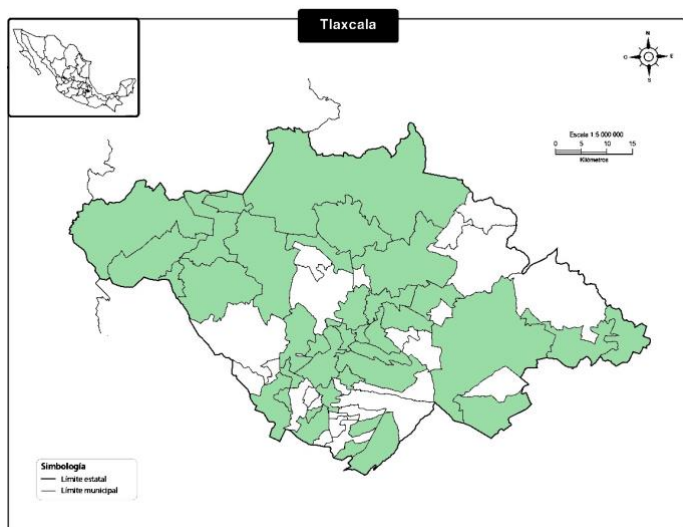 Tlaxcala
N
O
E
S
Escala 1:5 000 000
0 5 10 15
Kilómetros
Simbología
Límite estatal
Límite municipal